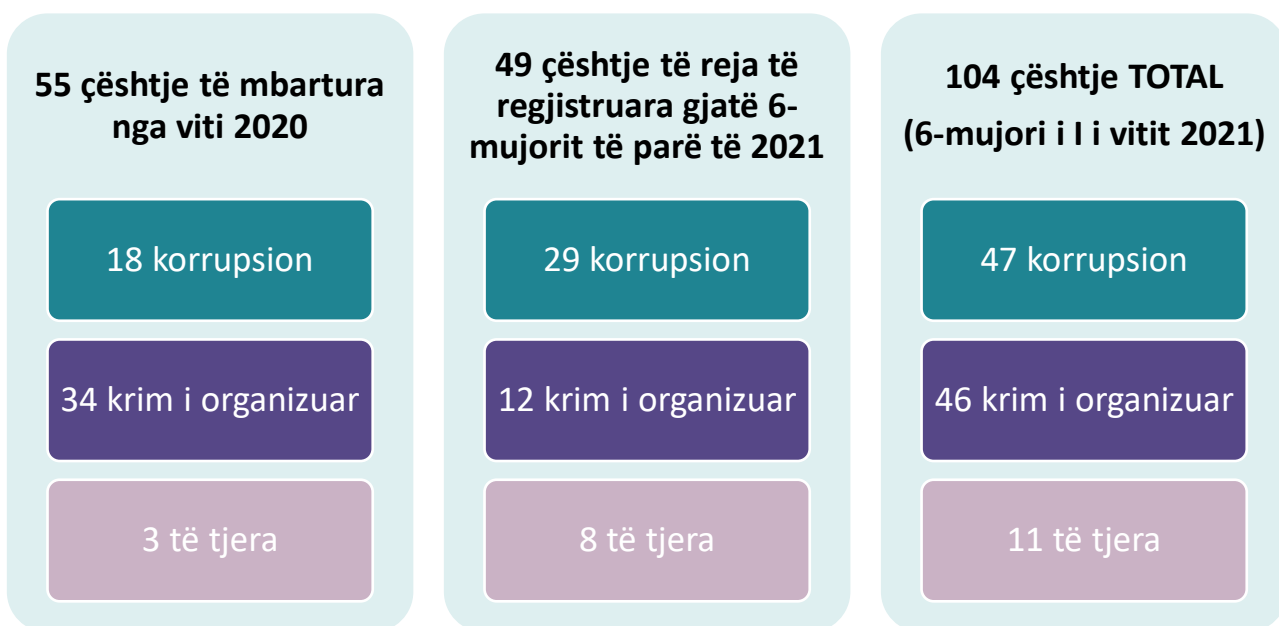 55 çështje të mbartura
nga viti 2020
18 korrupsion
34 krim i organizuar
3 të tjera
49 çështje të reja të
regjistruara gjatë 6-
mujorit të parë të 2021
29 korrupsion
12 krim i organizuar
8 të tjera
104 çështje TOTAL
(6-mujori i I i vitit 2021)
47 korrupsion
46 krim i organizuar
11 të tjera